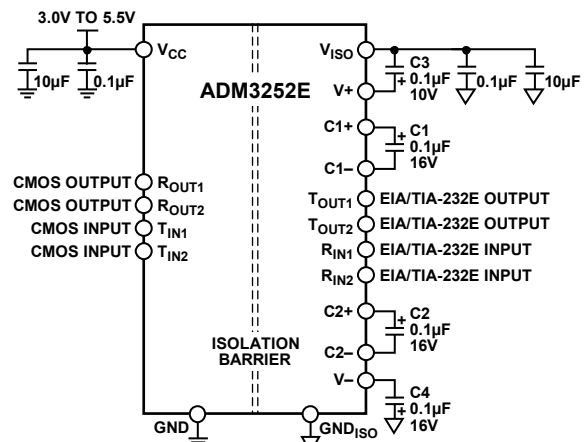 3.0V TO 5.5V
10µF
0.1µF
VCC
ADM3252E
VISO
V+
+
C3
0.1µF
10V
0.1µF
10µF
C1+
C1–
+
C1
0.1µF
16V
CMOS OUTPUT
ROUT1
CMOS OUTPUT
ROUT2
CMOS INPUT
TIN1
CMOS INPUT
TIN2
TOUT1
EIA/TIA-232E OUTPUT
TOUT2
EIA/TIA-232E OUTPUT
RIN1
EIA/TIA-232E INPUT
RIN2
EIA/TIA-232E INPUT
ISOLATION
BARRIER
C2+
C2–
+
C2
0.1µF
16V
V–
+
C4
0.1µF
16V
GND
GNDISO